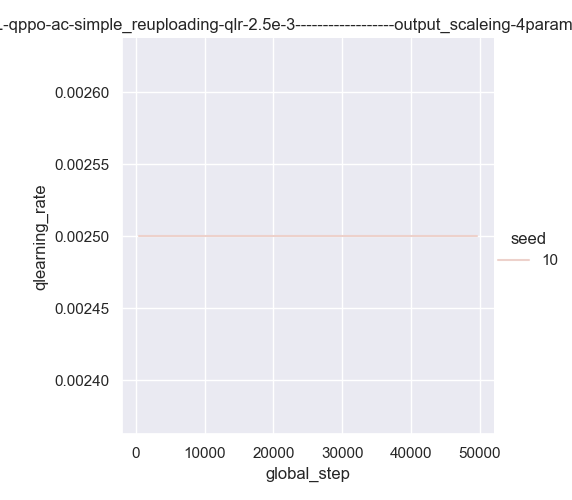 -qppo-ac-simple_reuploading-qlr-2.5e-3------------------output_scaleing-4param
0.00260
0.00255
0.00250
0.00245
0.00240
qlearning_rate
seed
10
0 10000 20000 30000 40000 50000
global_step